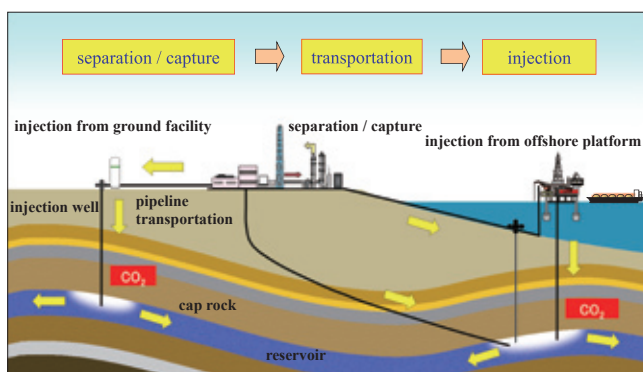 separation / capture
transportation
injection
injection from ground facility
separation / capture
injection from offshore platform
injection well
pipeline
transportation
CO₂
cap rock
CO₂
reservoir